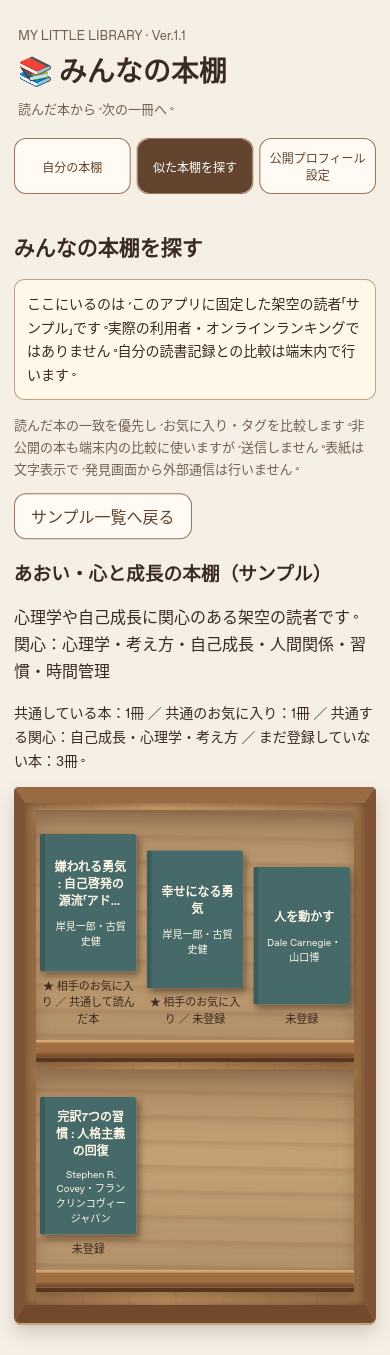 MY LITTLE LIBRARY · Ver.1.1
📚 みんなの本棚
読んだ本から、次の一冊へ。
自分の本棚
似た本棚を探す
公開プロフィール
設定
みんなの本棚を探す
ここにいるのは、このアプリに固定した架空の読者「サ
ンプル」です。実際の利用者・オンラインランキングで
はありません。自分の読書記録との比較は端末内で行
います。
読んだ本の一致を優先し、お気に入り・タグを比較します。非
公開の本も端末内の比較に使いますが、送信しません。表紙は
文字表示で、発見画面から外部通信は行いません。
サンプル一覧へ戻る
あおい・心と成長の本棚（サンプル）
心理学や自己成長に関心のある架空の読者です。
関心：心理学・考え方・自己成長・人間関係・習
慣・時間管理
共通している本：1冊 ／ 共通のお気に入り：1冊 ／ 共通す
る関心：自己成長・心理学・考え方 ／ まだ登録していな
い本：3冊。
嫌われる勇気
: 自己啓発の
源流「アド...
岸見一郎・古賀
史健
★ 相手のお気に入
り ／ 共通して読ん
だ本
幸せになる勇
気
岸見一郎・古賀
史健
★ 相手のお気に入
り ／ 未登録
人を動かす
Dale Carnegie・
山口博
未登録
完訳7つの習
慣 : 人格主義
の回復
Stephen R.
Covey・フラン
クリンコヴィー
ジャパン
未登録